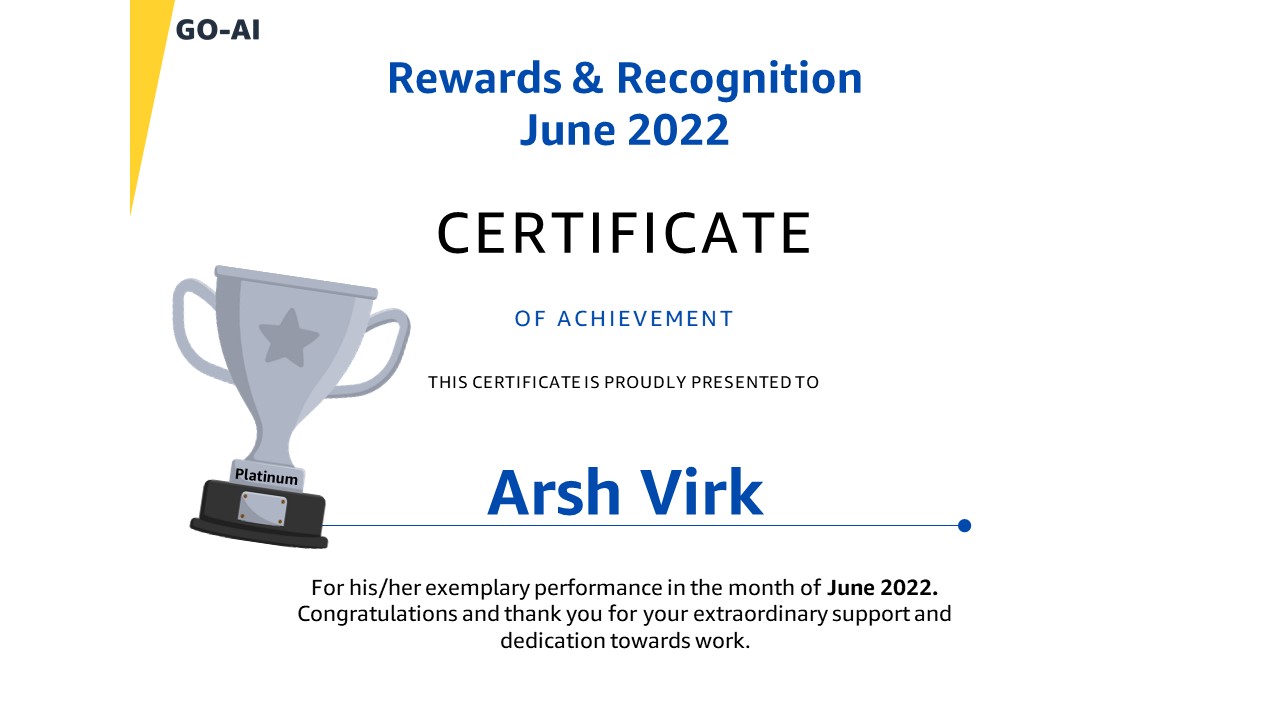 GO-AI
Rewards & Recognition
June 2022
CERTIFICATE
OF ACHIEVEMENT
THIS CERTIFICATE IS PROUDLY PRESENTED TO
Platinum
Arsh Virk
For his/her exemplary performance in the month of June 2022.
Congratulations and thank you for your extraordinary support and
dedication towards work.